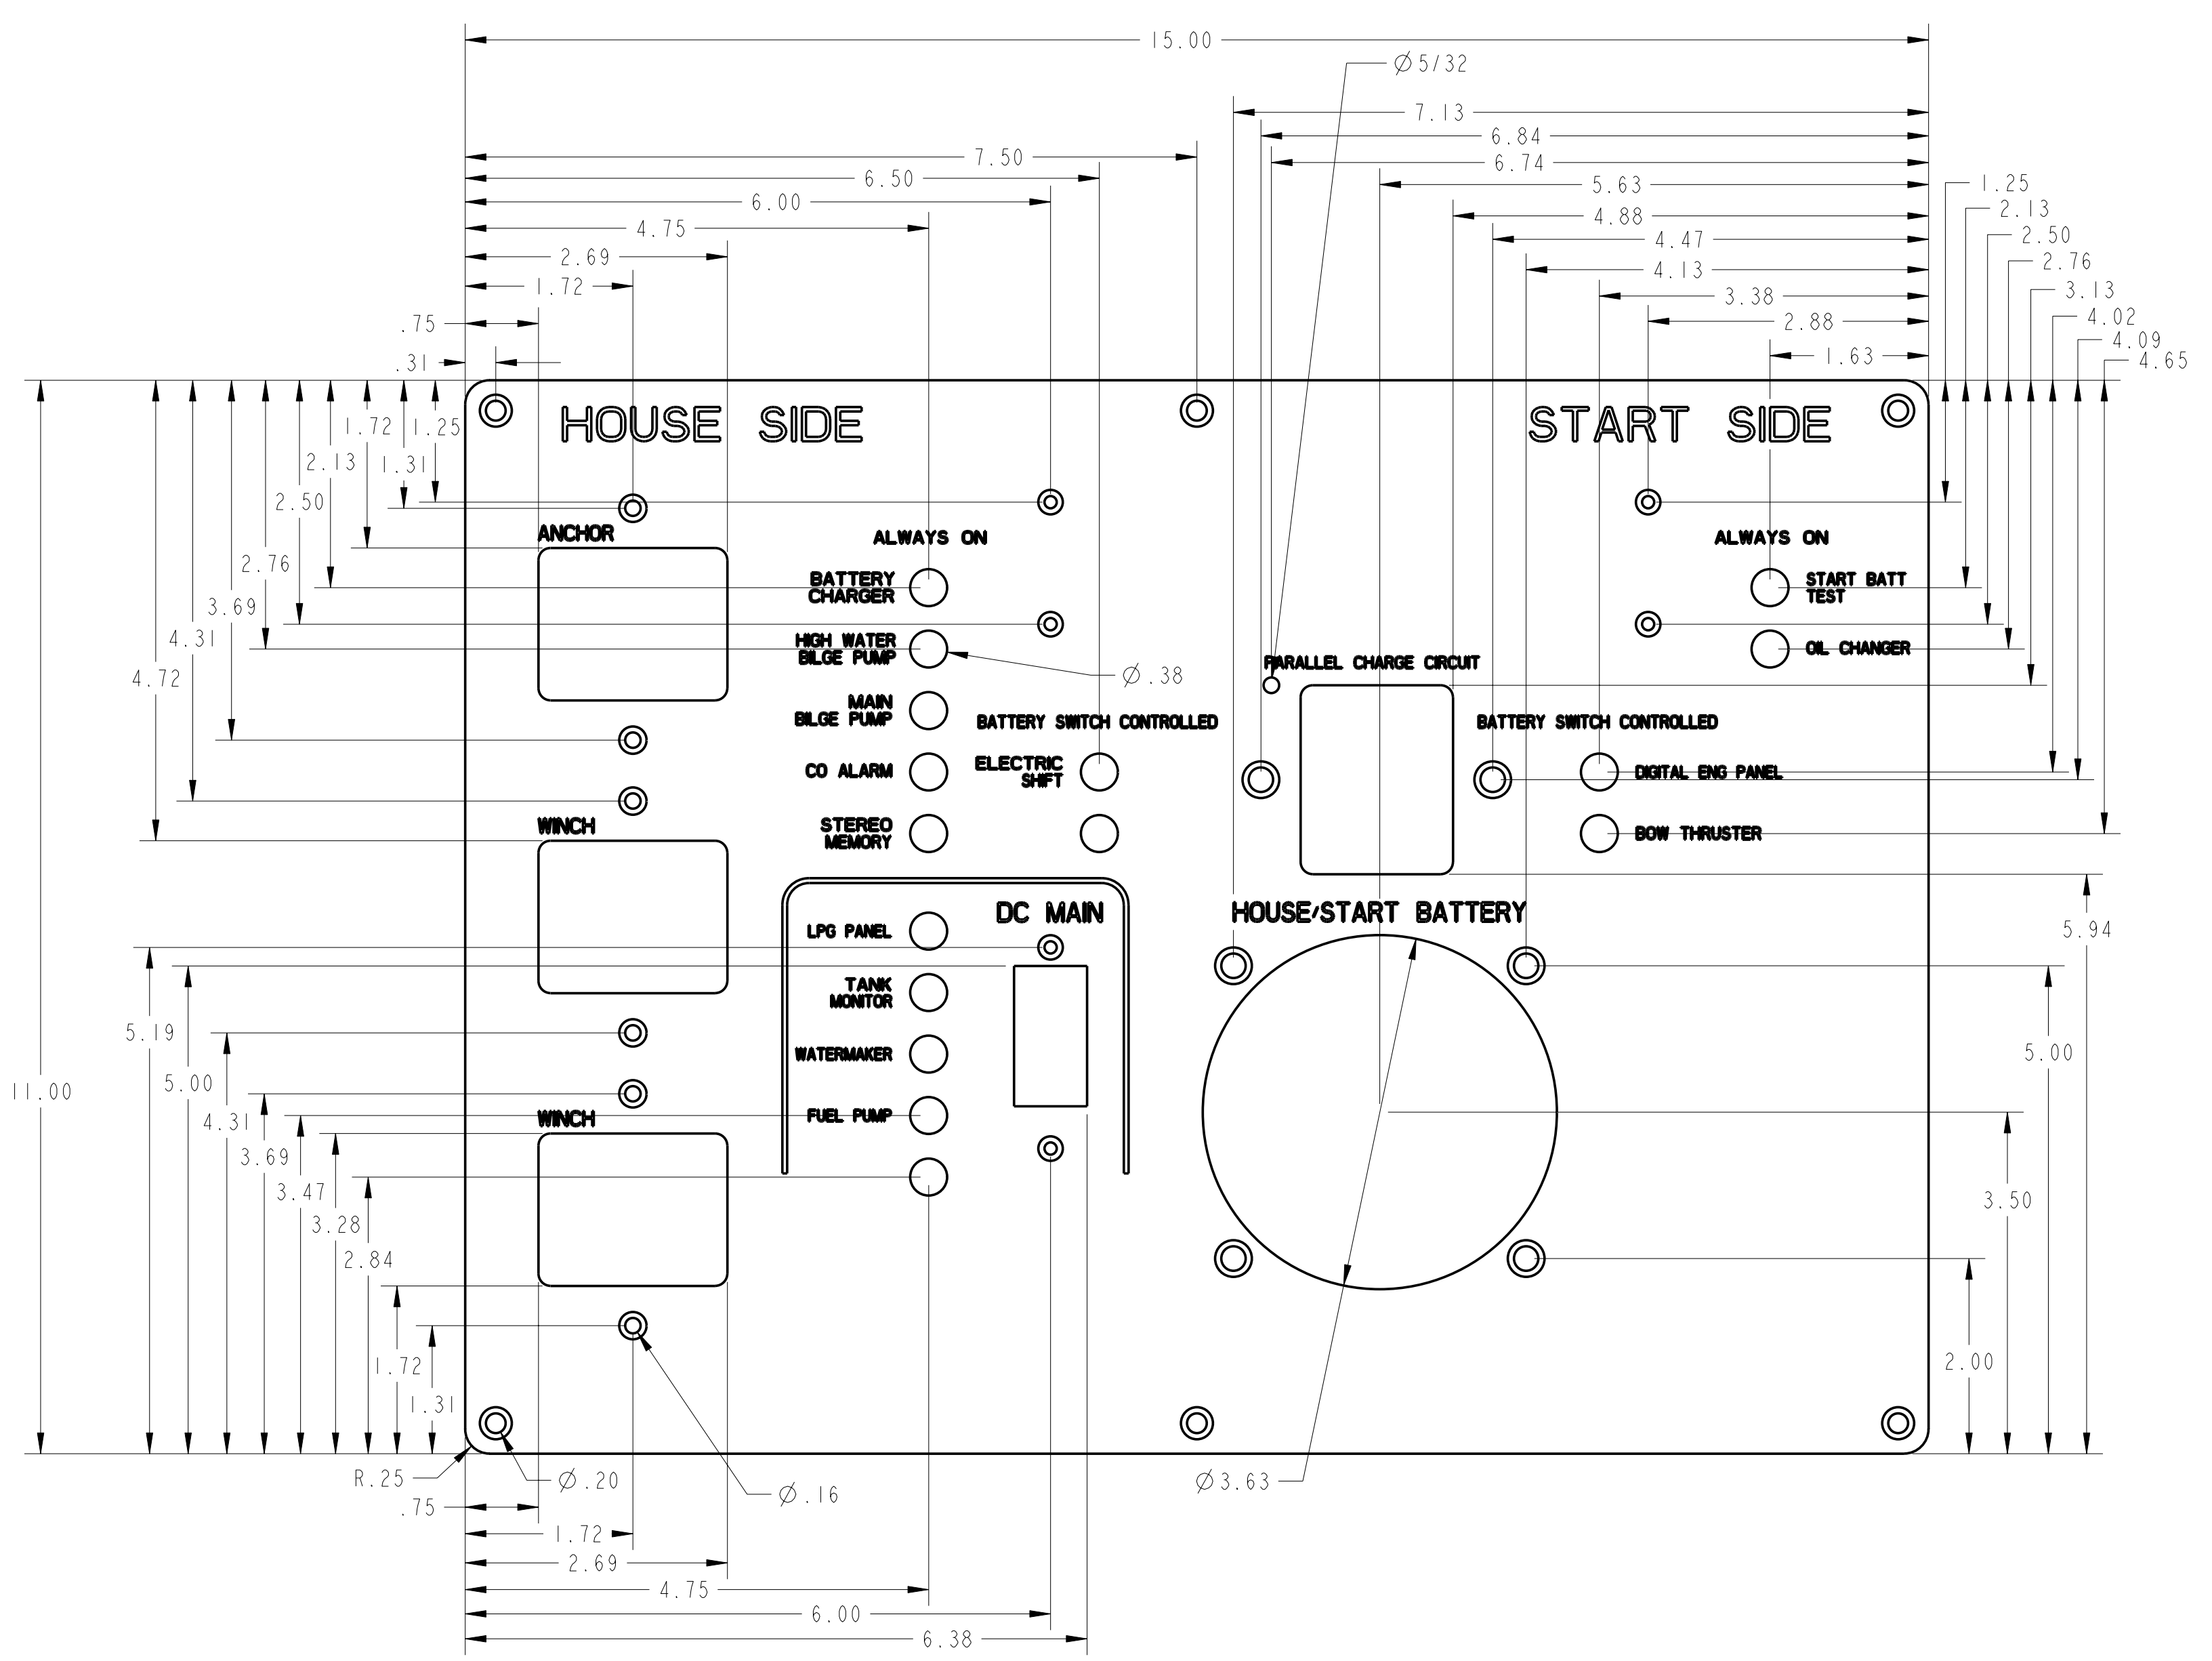 15.00
Ø5/32
7.13
6.84
7.50
6.74
6.50
5.63
1.25
6.00
2.13
4.88
4.75
2.50
4.47
2.69
2.76
4.13
1.72
3.13
3.38
4.02
.75
2.88
4.09
1.63
4.65
.31
HOUSE SIDE
START SIDE
1.72
1.25
2.13
1.31
2.50
ANCHOR
ALWAYS ON
ALWAYS ON
2.76
BATTERY
CHARGER
START BATT
TEST
3.69
4.31
HIGH WATER
BILGE PUMP
OIL CHANGER
PARALLEL CHARGE CIRCUIT
4.72
Ø.38
MAIN
BILGE PUMP
BATTERY SWITCH CONTROLLED
BATTERY SWITCH CONTROLLED
CO ALARM
ELECTRIC
SHIFT
DIGITAL ENG PANEL
WINCH
STEREO
MEMORY
BOW THRUSTER
DC MAIN
HOUSE/START BATTERY
LPG PANEL
5.94
TANK
MONITOR
5.19
WATERMAKER
5.00
5.00
11.00
4.31
WINCH
FUEL PUMP
3.69
3.47
3.50
3.28
2.84
1.72
2.00
1.31
R.25
Ø.20
Ø.16
Ø3.63
.75
1.72
2.69
4.75
6.00
6.38